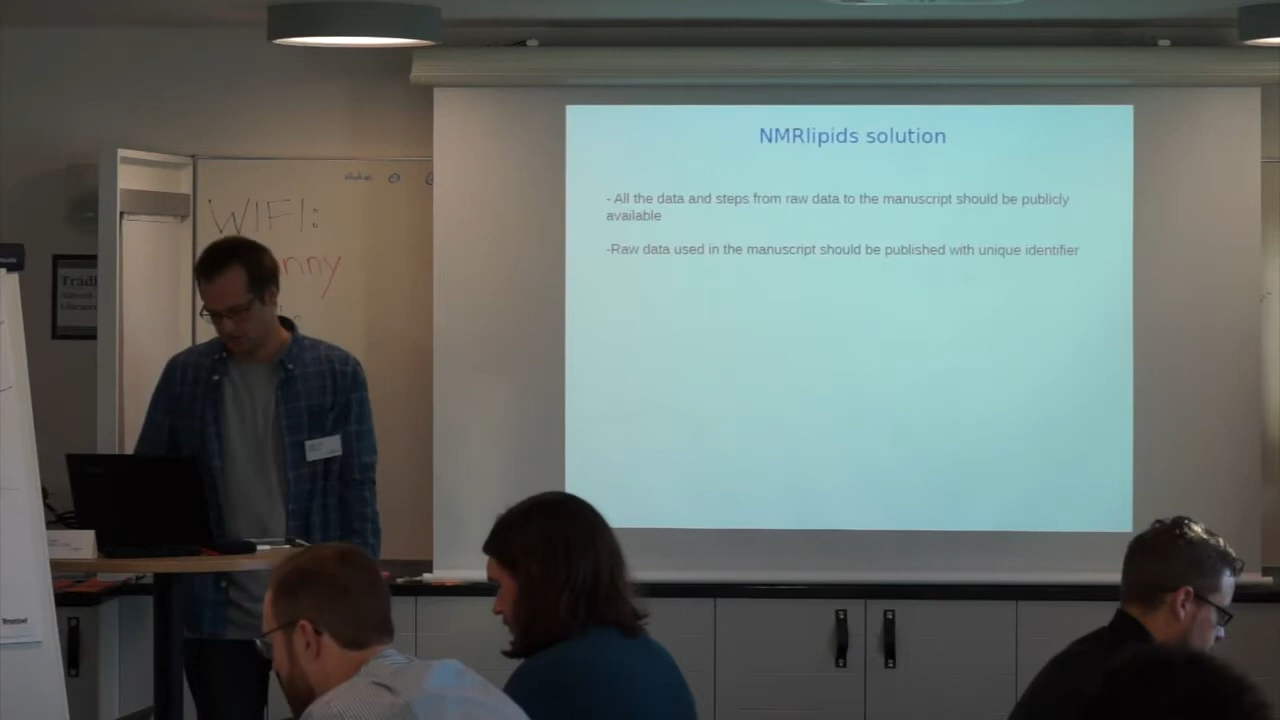 NMRlipids solution
- All the data and steps from raw data to the manuscript should be publicly
available
-Raw data used in the manuscript should be published with unique identifier
WIFI:
nny